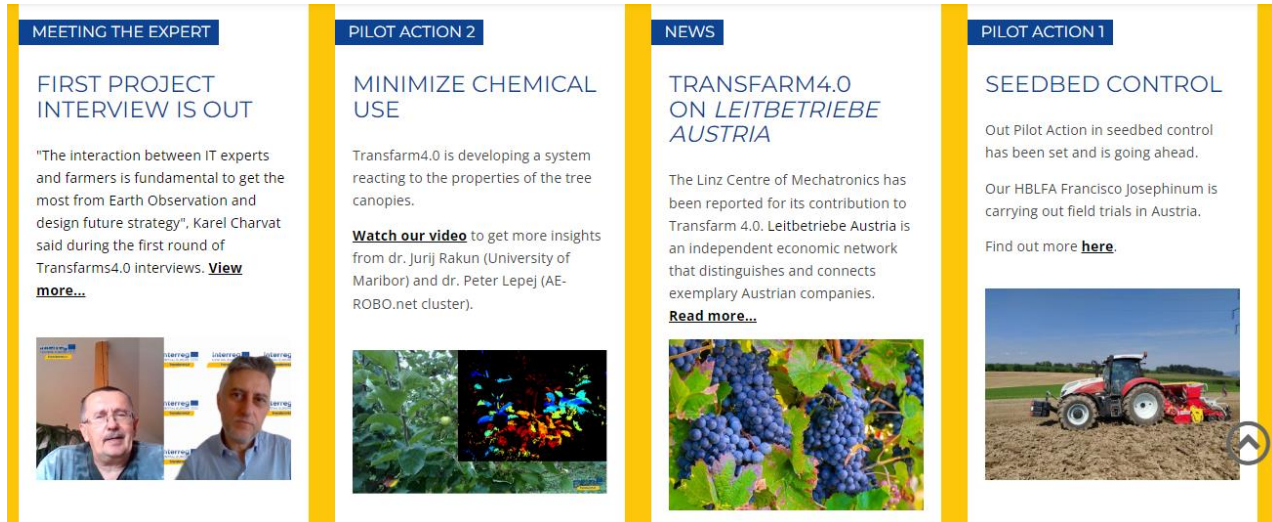 MEETING THE EXPERT
FIRST PROJECT
INTERVIEW IS OUT
"The interaction between IT experts
and farmers is fundamental to get the
most from Earth Observation and
design future strategy", Karel Charvat
said during the first round of
Transfarms4.0 interviews. View
more...
interreg
interreg
interreg
interreg
interreg
PILOT ACTION 2
MINIMIZE CHEMICAL
USE
Transfarm4.0 is developing a system
reacting to the properties of the tree
canopies.
Watch our video to get more insights
from dr. Jurij Rakun (University of
Maribor) and dr. Peter Lepej (AE-
ROBO.net cluster).
NEWS
TRANSFARM4.0
ON LEITBETRIEBE
AUSTRIA
The Linz Centre of Mechatronics has
been reported for its contribution to
Transfarm 4.0. Leitbetriebe Austria is
an independent economic network
that distinguishes and connects
exemplary Austrian companies.
Read more...
PILOT ACTION 1
SEEDBED CONTROL
Out Pilot Action in seedbed control
has been set and is going ahead.
Our HBLFA Francisco Josephinum is
carrying out field trials in Austria.
Find out more here.